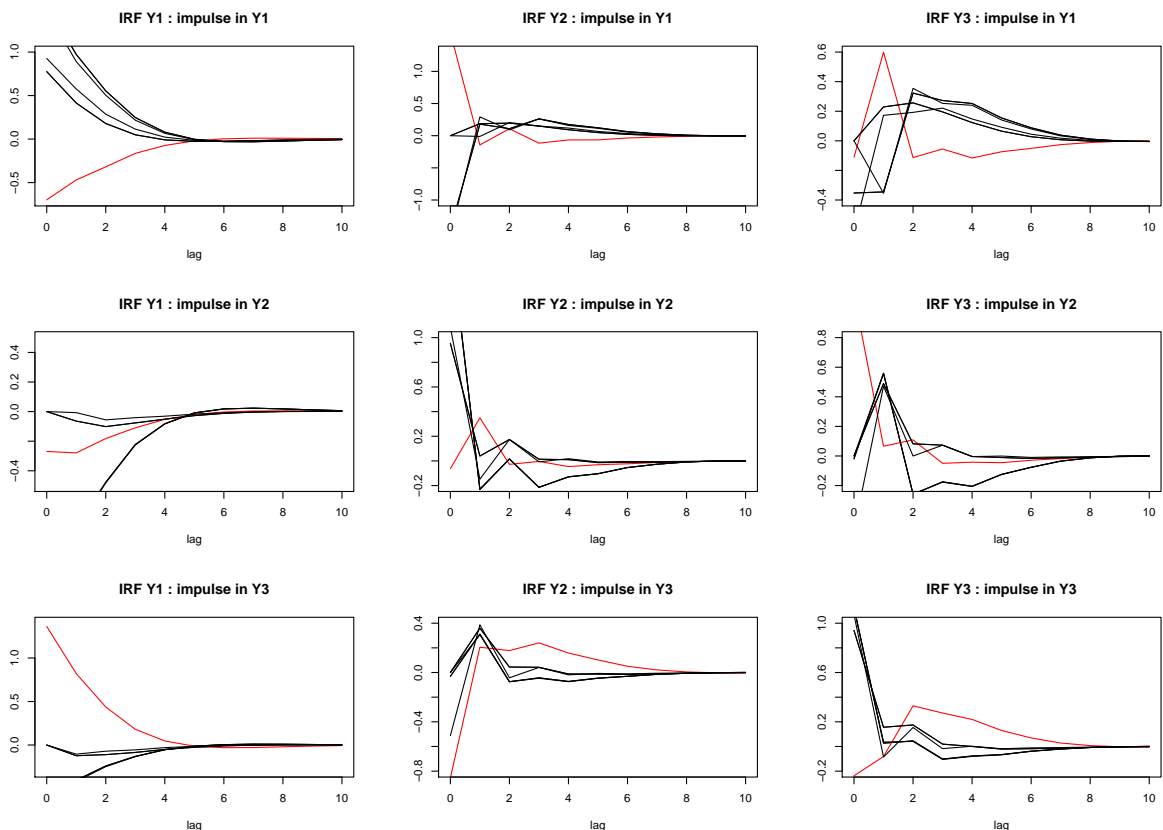 IRF Y1 : impulse in Y1
IRF Y2 : impulse in Y1
IRF Y3 : impulse in Y1
1.0
0.5
0.0
−0.5
0 2 4 6 8 10
lag
1.0
0.0
−1.0
0 2 4 6 8 10
lag
0.6
0.4
0.2
0.0
−0.4
0 2 4 6 8 10
lag
IRF Y1 : impulse in Y2
IRF Y2 : impulse in Y2
IRF Y3 : impulse in Y2
0.4
0.0
−0.4
0 2 4 6 8 10
lag
1.0
0.6
0.2
−0.2
0 2 4 6 8 10
lag
0.8
0.4
0.0
−0.2
0 2 4 6 8 10
lag
IRF Y1 : impulse in Y3
IRF Y2 : impulse in Y3
IRF Y3 : impulse in Y3
1.0
0.5
0.0
0 2 4 6 8 10
lag
0.4
0.0
−0.4
−0.8
0 2 4 6 8 10
lag
1.0
0.6
0.2
−0.2
0 2 4 6 8 10
lag